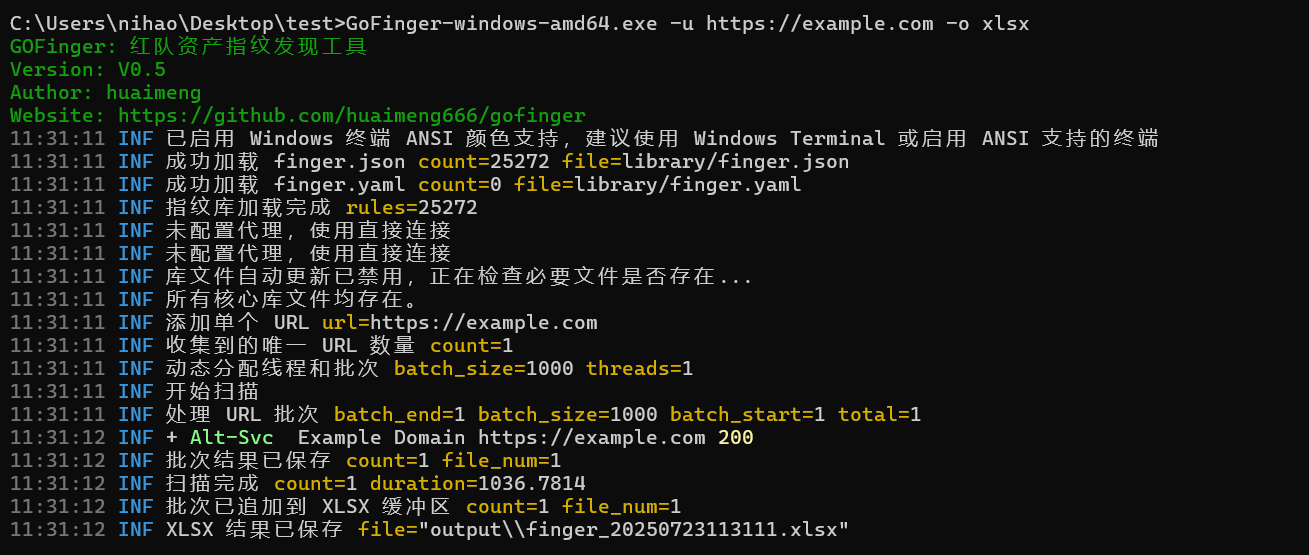 C:\Users\nihao\Desktop\test>GoFinger-windows-amd64.exe -u https://example.com -o xlsx
GOFinger: 红队资产指纹发现工具
Version: V0.5
Author: huaimeng
Website: https://github.com/huaimeng666/gofinger
11:31:11 INF 已启用 Windows 终端 ANSI 颜色支持，建议使用 Windows Terminal 或启用 ANSI 支持的终端
11:31:11 INF 成功加载 finger.json count=25272 file=library/finger.json
11:31:11 INF 成功加载 finger.yaml count=0 file=library/finger.yaml
11:31:11 INF 指纹库加载完成 rules=25272
11:31:11 INF 未配置代理，使用直接连接
11:31:11 INF 未配置代理，使用直接连接
11:31:11 INF 库文件自动更新已禁用，正在检查必要文件是否存在...
11:31:11 INF 所有核心库文件均存在。
11:31:11 INF 添加单个 URL url=https://example.com
11:31:11 INF 收集到的唯一 URL 数量 count=1
11:31:11 INF 动态分配线程和批次 batch_size=1000 threads=1
11:31:11 INF 开始扫描
11:31:11 INF 处理 URL 批次 batch_end=1 batch_size=1000 batch_start=1 total=1
11:31:12 INF + Alt-Svc  Example Domain https://example.com 200
11:31:12 INF 批次结果已保存 count=1 file_num=1
11:31:12 INF 扫描完成 count=1 duration=1036.7814
11:31:12 INF 批次已追加到 XLSX 缓冲区 count=1 file_num=1
11:31:12 INF XLSX 结果已保存 file="output\\finger_20250723113111.xlsx"